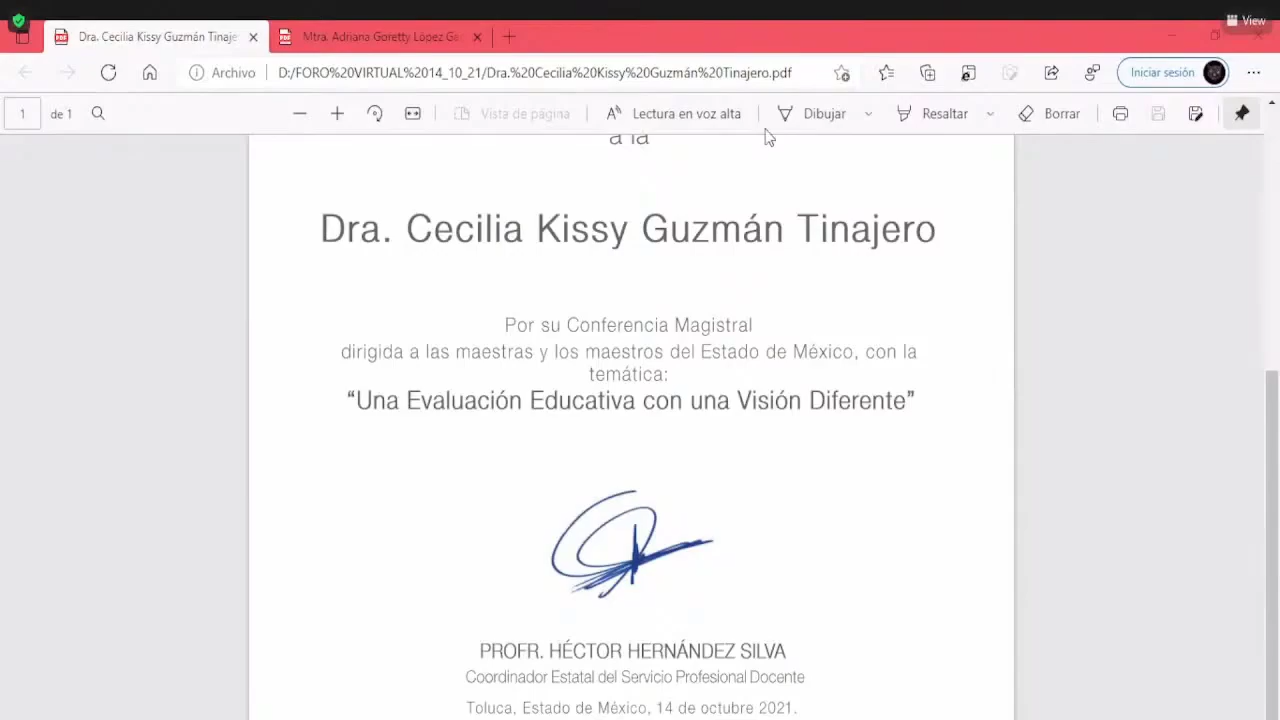 View
Dra. Cecilia Kissy Guzmán Tinaje
Mtra. Adriana Goretty López Ga
Archivo
D:/FORO%20VIRTUAL%2014_10_21/Dra.%20Cecilia%20Kissy%20Guzmán%20Tinajero.pdf
Iniciar sesión
1 de 1
Vista de página
Lectura en voz alta
Dibujar
Resaltar
Borrar
a la
Dra. Cecilia Kissy Guzmán Tinajero
Por su Conferencia Magistral
dirigida a las maestras y los maestros del Estado de México, con la
temática:
“Una Evaluación Educativa con una Visión Diferente”
PROFR. HÉCTOR HERNÁNDEZ SILVA
Coordinador Estatal del Servicio Profesional Docente
Toluca, Estado de México, 14 de octubre 2021.